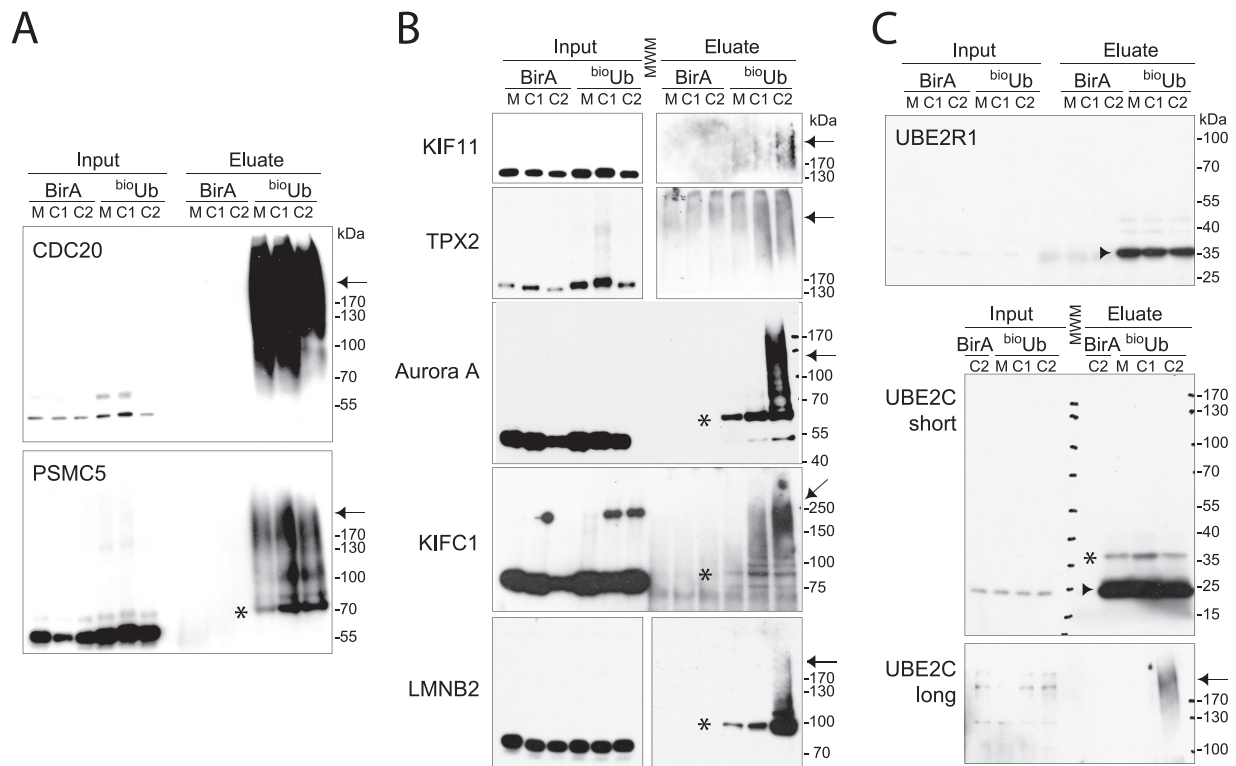 A
Input Eluate
BirA bioUb BirA bioUb
M C1 C2 M C1 C2 M C1 C2 M C1 C2
CDC20
kDa
-170
-130
-100
-70
-55
PSMC5
-170
-130
-100
-70
-55
*
B
Input MWM Eluate
BirA bioUb BirA bioUb
M C1 C2 M C1 C2 M C1 C2 M C1 C2
kDa
KIF11
-170
-130
TPX2
-170
-130
Aurora A
-170
-100
-70
-55
-40
*
KIFC1
-250
-150
-100
-75
*
LMNB2
-170
-130
-100
-70
*
C
Input Eluate
BirA bioUb BirA bioUb
M C1 C2 M C1 C2 M C1 C2 M C1 C2
kDa
UBE2R1
-100
-70
-55
-40
-35
-25
Input MWM Eluate
BirA bioUb BirA bioUb
C2 M C1 C2 C2 M C1 C2
UBE2C
short
-170
-130
-100
-70
-55
-40
-35
-25
-15
*
UBE2C
long
-170
-130
-100